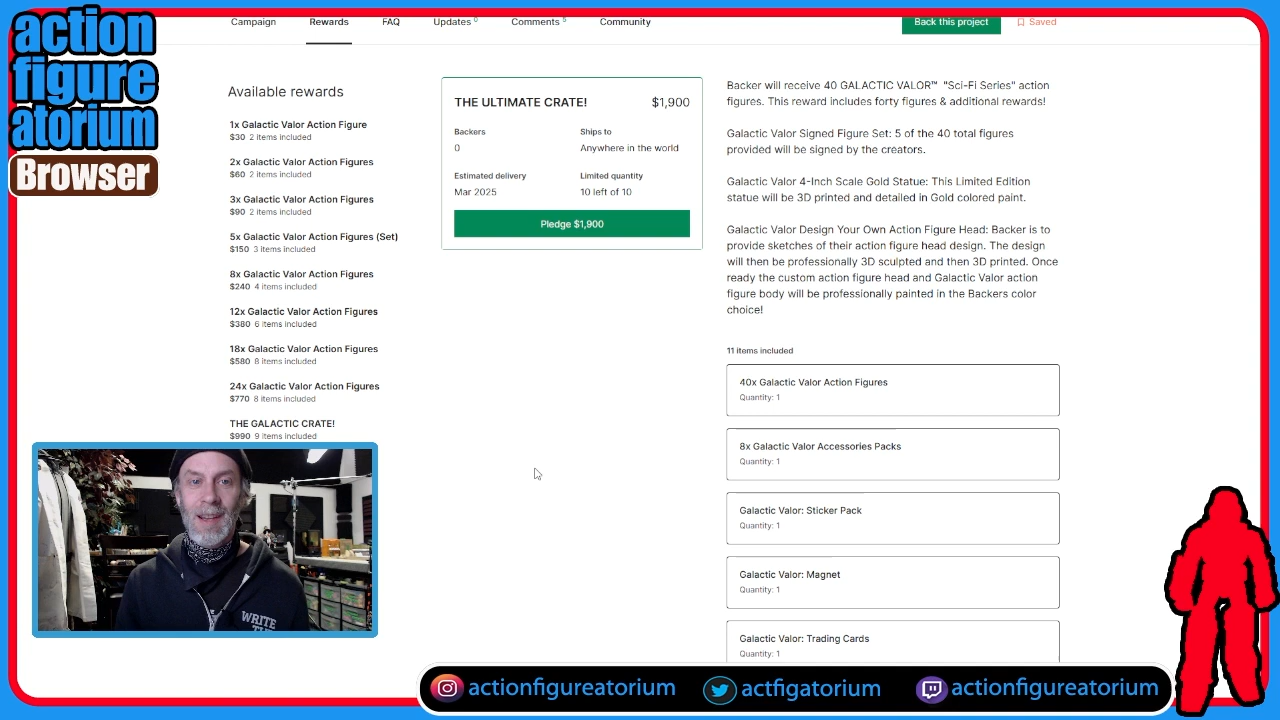 action
figure
atorium
Browser
Campaign
Rewards
FAQ
Updates 0
Comments 5
Community
Back this project
Saved
Available rewards
1x Galactic Valor Action Figure
$30 2 items included
2x Galactic Valor Action Figures
$60 2 items included
3x Galactic Valor Action Figures
$90 2 items included
5x Galactic Valor Action Figures (Set)
$150 3 items included
8x Galactic Valor Action Figures
$240 4 items included
12x Galactic Valor Action Figures
$380 6 items included
18x Galactic Valor Action Figures
$580 8 items included
24x Galactic Valor Action Figures
$770 8 items included
THE GALACTIC CRATE!
$990 9 items included
THE ULTIMATE CRATE! $1,900
Backers
0
Ships to
Anywhere in the world
Estimated delivery
Mar 2025
Limited quantity
10 left of 10
Pledge $1,900
Backer will receive 40 GALACTIC VALOR™ "Sci-Fi Series" action
figures. This reward includes forty figures & additional rewards!
Galactic Valor Signed Figure Set: 5 of the 40 total figures
provided will be signed by the creators.
Galactic Valor 4-Inch Scale Gold Statue: This Limited Edition
statue will be 3D printed and detailed in Gold colored paint.
Galactic Valor Design Your Own Action Figure Head: Backer is to
provide sketches of their action figure head design. The design
will then be professionally 3D sculpted and then 3D printed. Once
ready the custom action figure head and Galactic Valor action
figure body will be professionally painted in the Backers color
choice!
11 items included
40x Galactic Valor Action Figures
Quantity: 1
8x Galactic Valor Accessories Packs
Quantity: 1
Galactic Valor: Sticker Pack
Quantity: 1
Galactic Valor: Magnet
Quantity: 1
Galactic Valor: Trading Cards
Quantity: 1
WRITE
actionfigureatorium
actfigatorium
actionfigureatorium